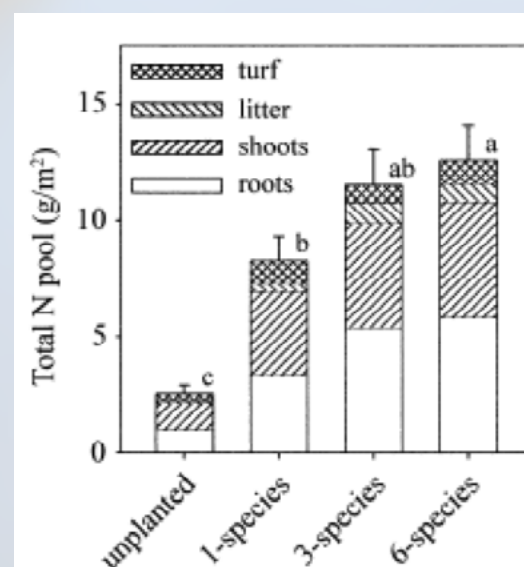 turf
litter
shoots
roots
Total N pool (g/m²)
15
10
5
0
c
b
ab
a
unplanted
1-species
3-species
6-species